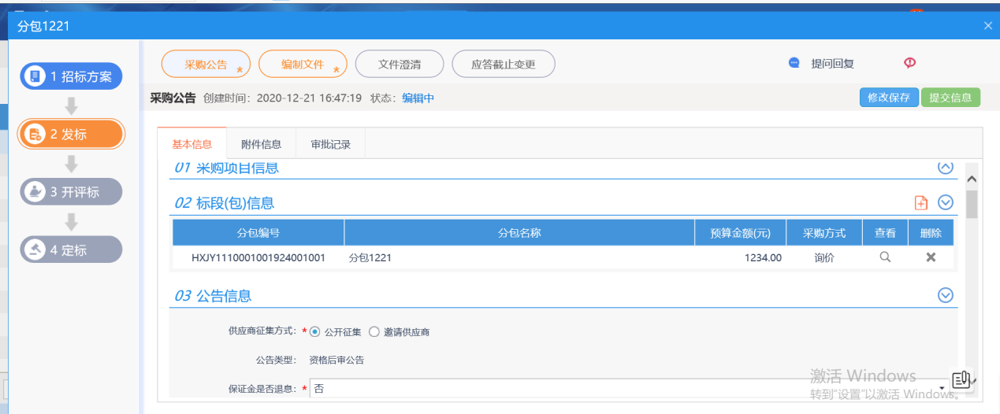 分包1221
1 招标方案
2 发标
3 开评标
4 定标
采购公告 *
编制文件 *
文件澄清
应答截止变更
提问回复
采购公告 创建时间：2020-12-21 16:47:19 状态：编辑中
修改保存
提交信息
基本信息
附件信息
审批记录
01 采购项目信息
02 标段(包)信息
分包编号 分包名称 预算金额(元) 采购方式 查看 删除
HXJY1110001001924001001 分包1221 1234.00 询价
03 公告信息
供应商征集方式：* 公开征集 邀请供应商
公告类型： 资格后审公告
保证金是否退息：* 否
激活 Windows
转到"设置"以激活 Windows。